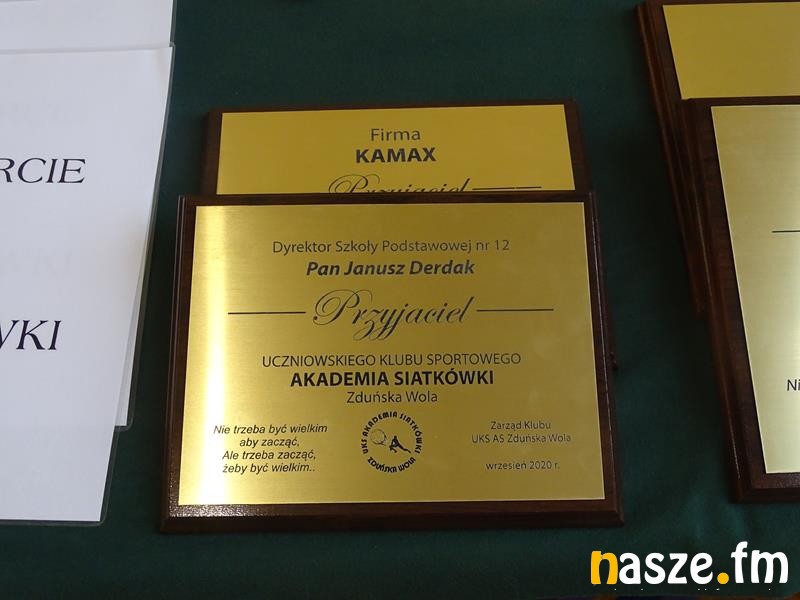 RCIE
WKI
Firma
KAMAX
Przyjaciel
Dyrektor Szkoły Podstawowej nr 12
Pan Janusz Derdak
Przyjaciel
UCZNIOWSKIEGO KLUBU SPORTOWEGO
AKADEMIA SIATKÓWKI
Zduńska Wola
Nie trzeba być wielkim
aby zacząć,
Ale trzeba zacząć,
żeby być wielkim..
UKS AKADEMIA SIATKÓWKI
ZDUŃSKA WOLA
Zarząd Klubu
UKS AS Zduńska Wola
wrzesień 2020 r.
Ni
nasze.fm